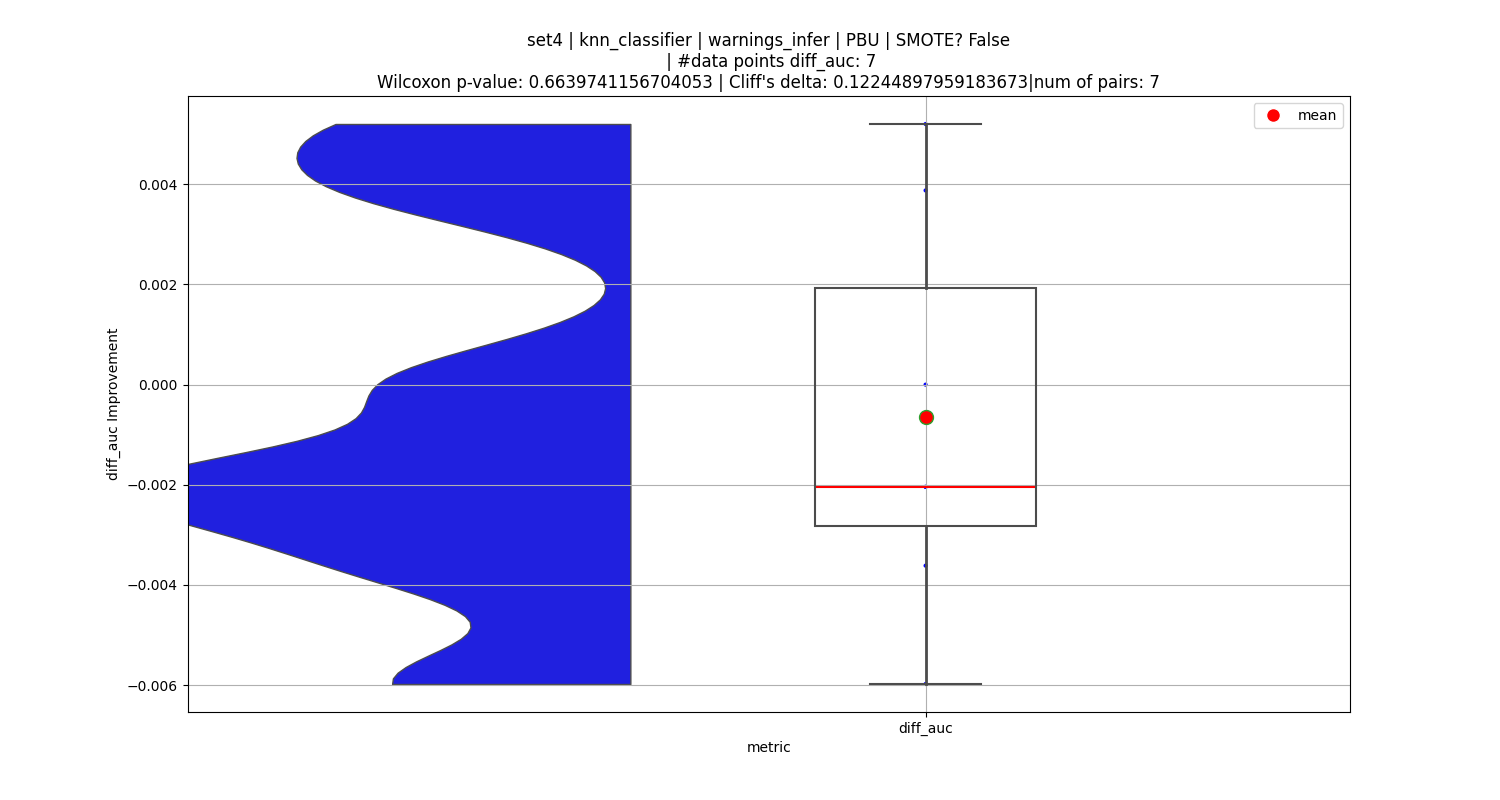 set4 | knn_classifier | warnings_infer | PBU | SMOTE? False
| #data points diff_auc: 7
Wilcoxon p-value: 0.6639741156704053 | Cliff's delta: 0.12244897959183673|num of pairs: 7
mean
0.004
0.002
0.000
−0.002
−0.004
−0.006
diff_auc Improvement
diff_auc
metric